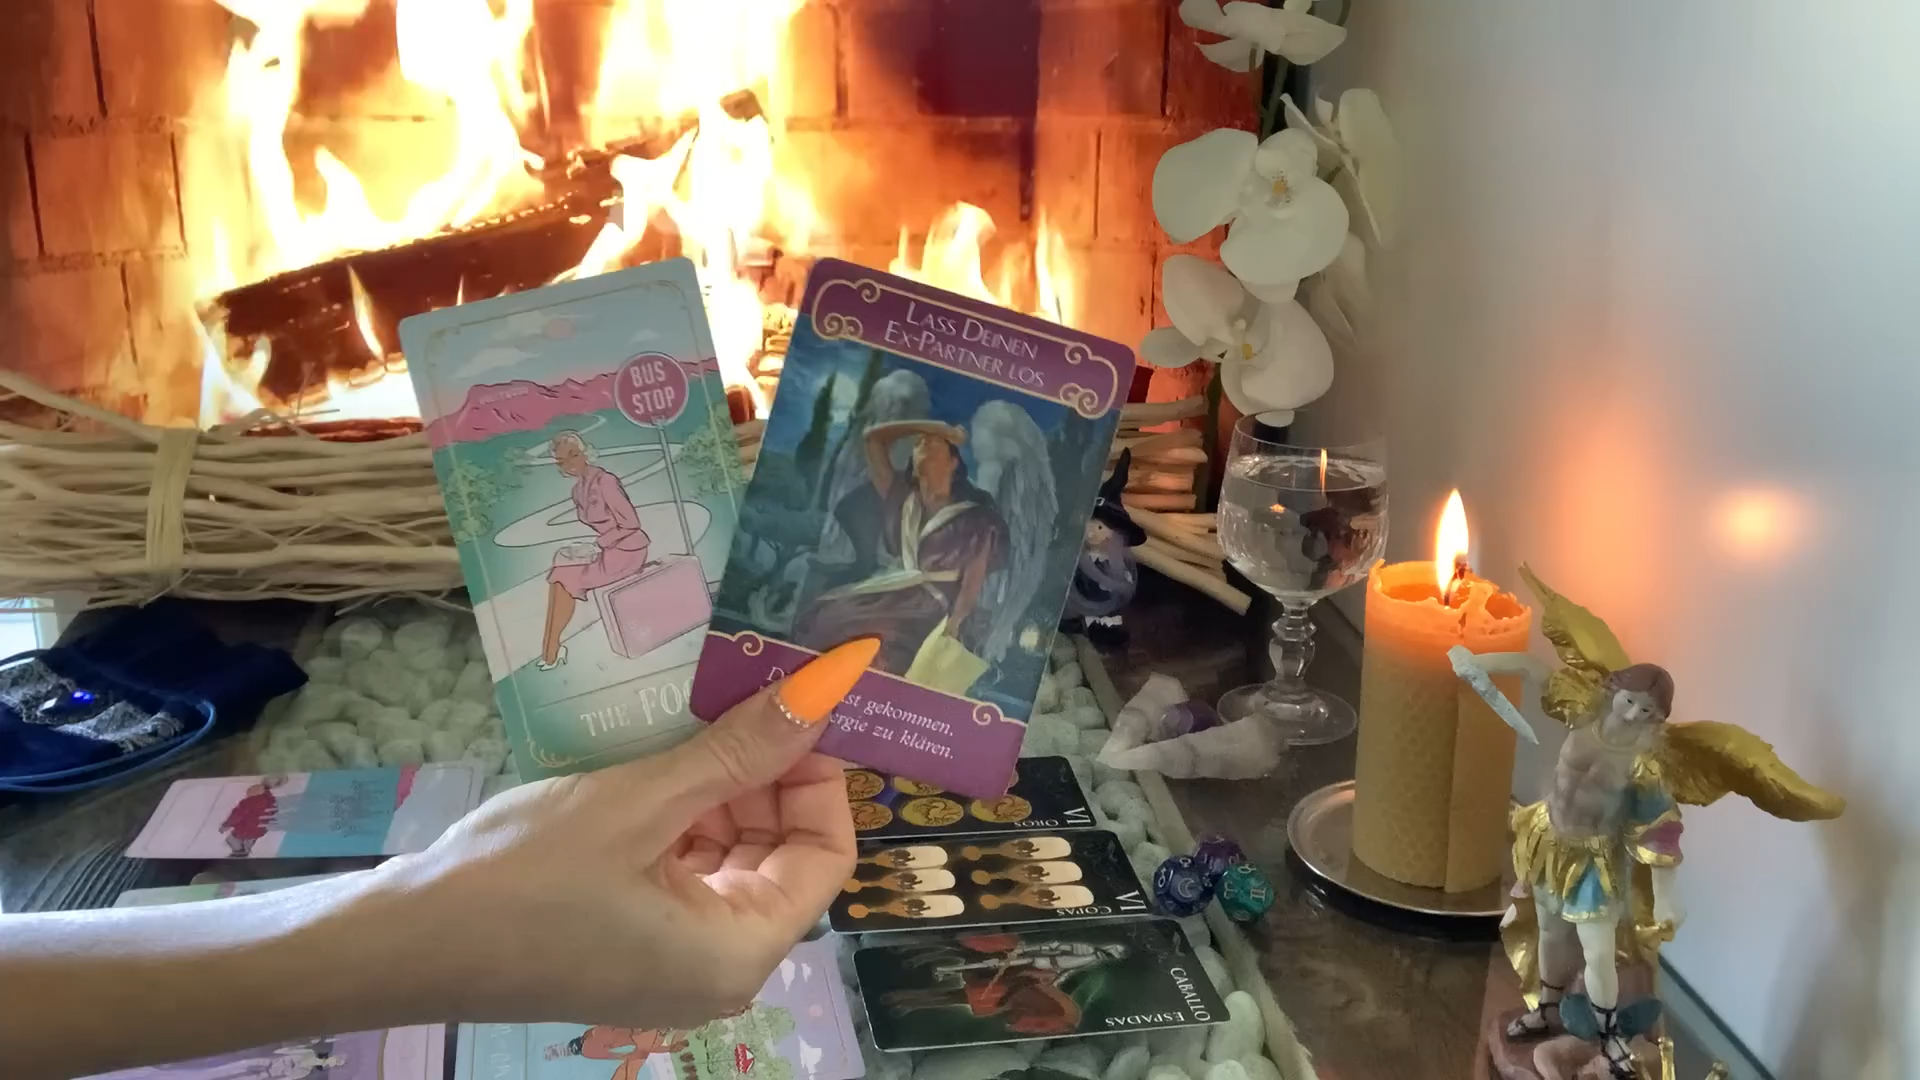 BUS
STOP
THE FOO
LASS DEINEN
EX-PARTNER LOS
st gekommen,
ergie zu klären.
VI
OROS
VI
COPAS
CABALLO
ESPADAS